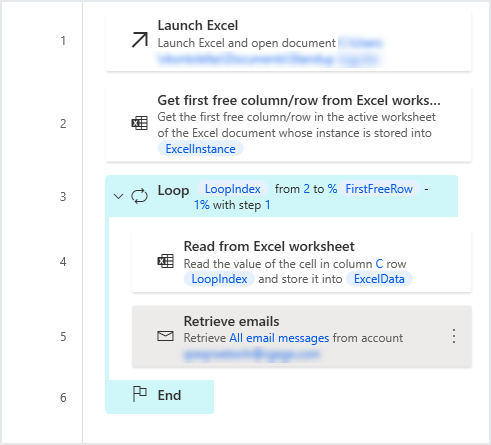 1
Launch Excel
Launch Excel and open document
2
Get first free column/row from Excel works...
Get the first free column/row in the active worksheet
of the Excel document whose instance is stored into
ExcelInstance
3
Loop LoopIndex from 2 to % FirstFreeRow -
1% with step 1
4
Read from Excel worksheet
Read the value of the cell in column C row
LoopIndex and store it into ExcelData
5
Retrieve emails
Retrieve All email messages from account
6
End